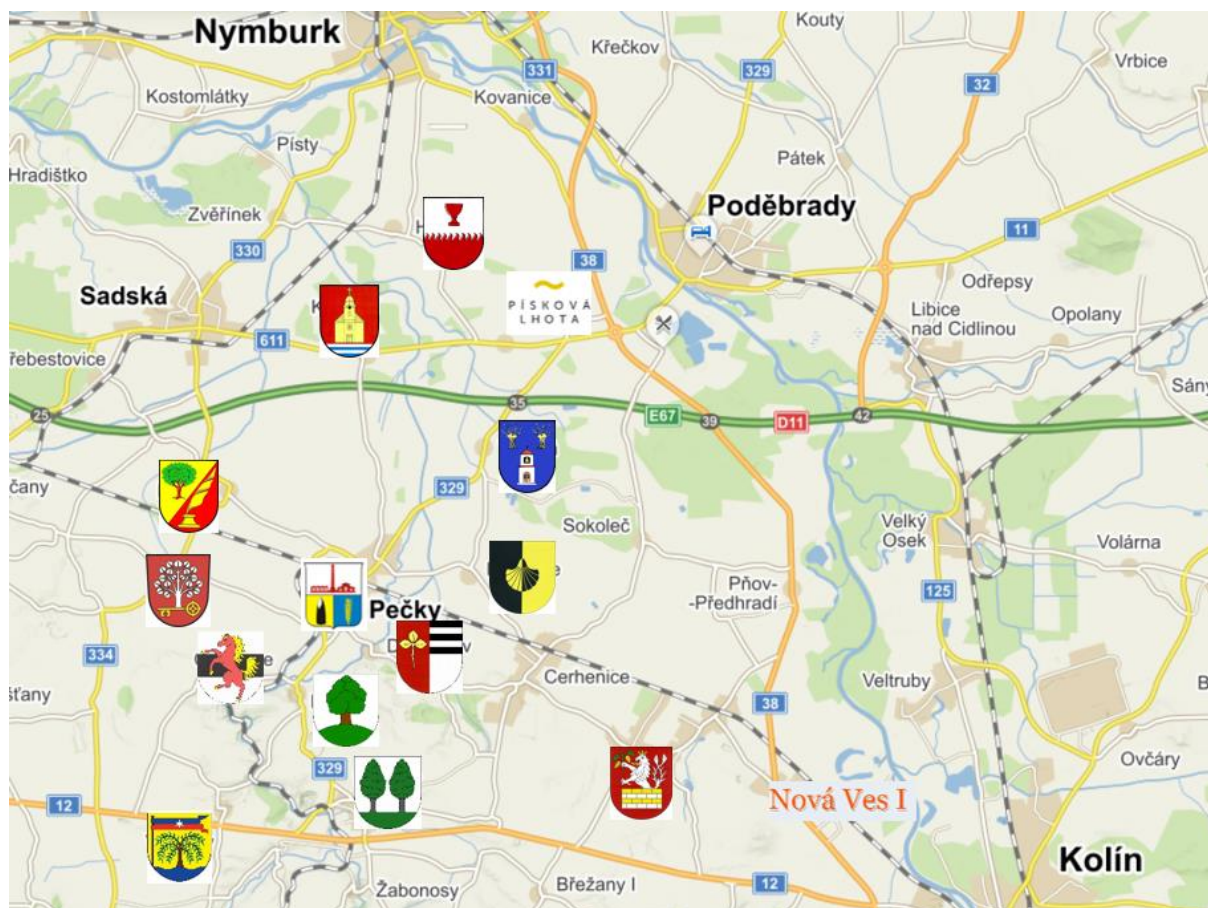 Nymburk
Kouty
Křečkov
331
329
Vrbice
32
Kostomlátky
Kovanice
Písty
Pátek
Hradištko
Zvěřínek
Poděbrady
11
330
38
Odřepsy
Sadská
PÍSKOVÁ
LHOTA
Libice
nad Cidlinou
Opolany
611
řebestovice
Sány
25
35
E67
39
D11
42
329
čany
Sokoleč
Velký
Osek
Volárna
Pňov-
-Předhradí
125
Pečky
334
Cerhenice
Veltruby
šťany
38
Ovčáry
329
12
Nová Ves I
Kolín
Žabonosy
Břežany I
12